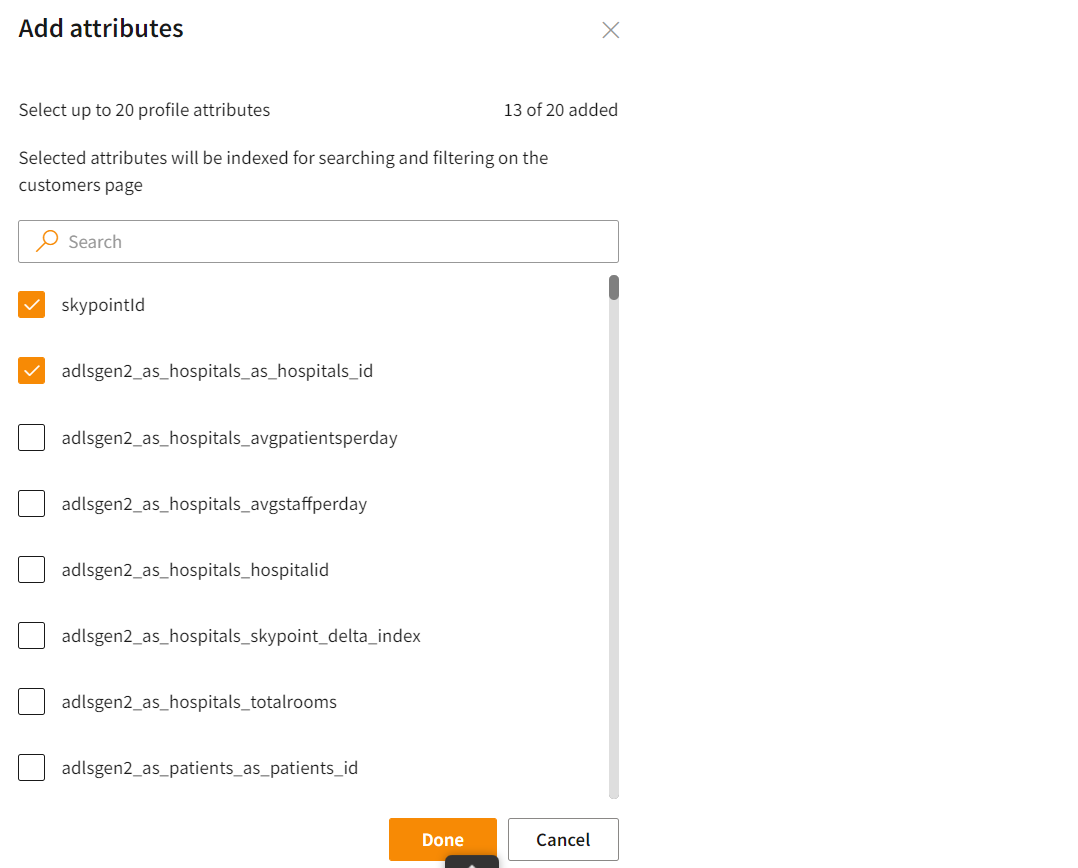 Add attributes
Select up to 20 profile attributes
13 of 20 added
Selected attributes will be indexed for searching and filtering on the
customers page
Search
skypointId
adlsgen2_as_hospitals_as_hospitals_id
adlsgen2_as_hospitals_avgpatientsperday
adlsgen2_as_hospitals_avgstaffperday
adlsgen2_as_hospitals_hospitalid
adlsgen2_as_hospitals_skypoint_delta_index
adlsgen2_as_hospitals_totalrooms
adlsgen2_as_patients_as_patients_id
Done
Cancel